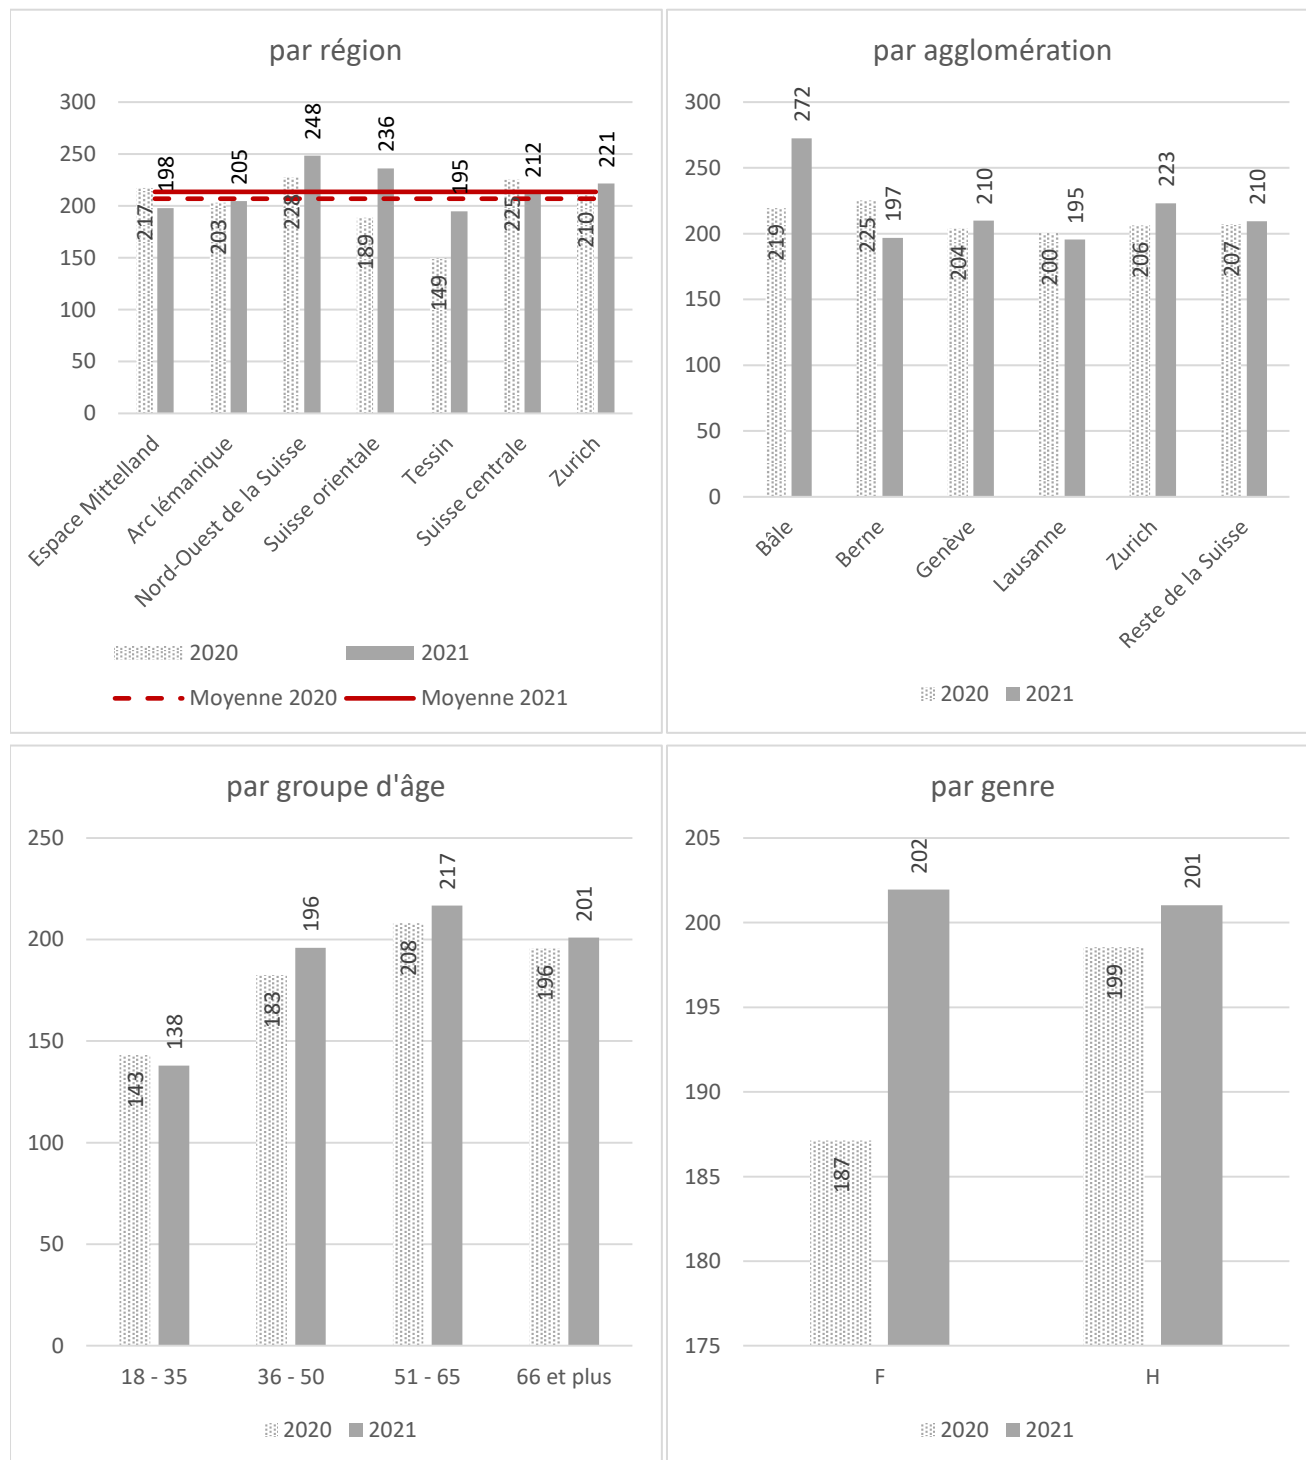 par région
300
250
200
150
100
50
0
217
198
203
205
228
248
189
236
149
195
225
212
210
221
Espace Mittelland
Arc lémanique
Nord-Ouest de la Suisse
Suisse orientale
Tessin
Suisse centrale
Zurich
2020
2021
Moyenne 2020
Moyenne 2021
par agglomération
300
250
200
150
100
50
0
219
272
225
197
204
210
200
195
206
223
207
210
Bâle
Berne
Genève
Lausanne
Zurich
Reste de la Suisse
2020
2021
par groupe d'âge
250
200
150
100
50
0
143
138
183
196
208
217
196
201
18 - 35
36 - 50
51 - 65
66 et plus
2020
2021
par genre
205
200
195
190
185
180
175
187
202
199
201
F
H
2020
2021